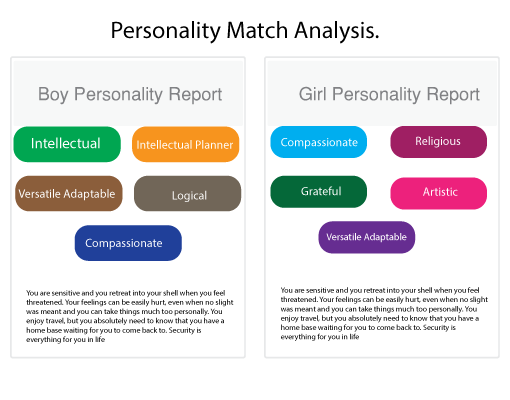 Personality Match Analysis.
Boy Personality Report
Intellectual
Intellectual Planner
Versatile Adaptable
Logical
Compassionate
You are sensitive and you retreat into your shell when you feel
threatened. Your feelings can be easily hurt, even when no slight
was meant and you can take things much too personally. You
enjoy travel, but you absolutely need to know that you have a
home base waiting for you to come back to. Security is
everything for you in life
Girl Personality Report
Compassionate
Religious
Grateful
Artistic
Versatile Adaptable
You are sensitive and you retreat into your shell when you feel
threatened. Your feelings can be easily hurt, even when no slight
was meant and you can take things much too personally. You
enjoy travel, but you absolutely need to know that you have a
home base waiting for you to come back to. Security is
everything for you in life